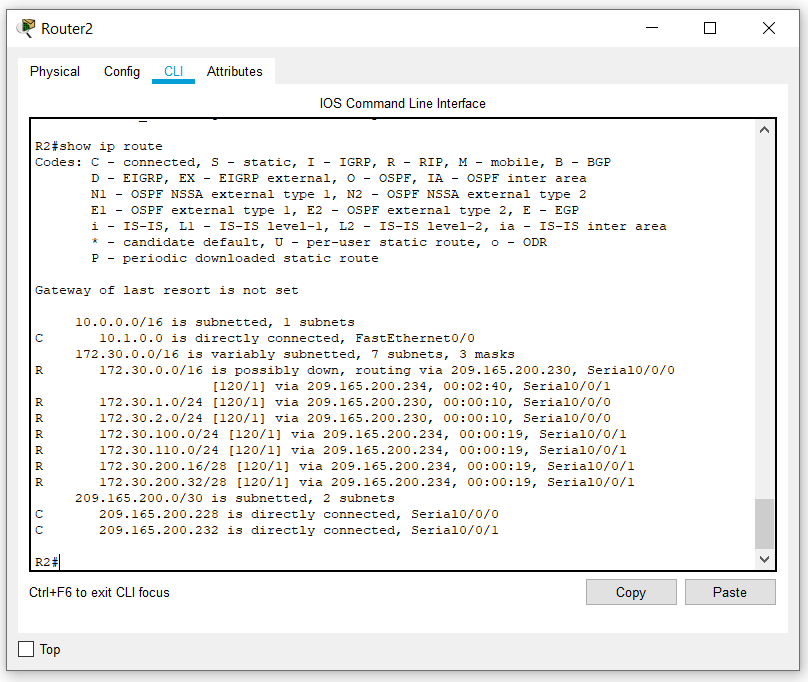 Router2
Physical Config CLI Attributes
IOS Command Line Interface
R2#show ip route
Codes: C - connected, S - static, I - IGRP, R - RIP, M - mobile, B - BGP
D - EIGRP, EX - EIGRP external, O - OSPF, IA - OSPF inter area
N1 - OSPF NSSA external type 1, N2 - OSPF NSSA external type 2
E1 - OSPF external type 1, E2 - OSPF external type 2, E - EGP
i - IS-IS, L1 - IS-IS level-1, L2 - IS-IS level-2, ia - IS-IS inter area
* - candidate default, U - per-user static route, o - ODR
P - periodic downloaded static route
Gateway of last resort is not set
10.0.0.0/16 is subnetted, 1 subnets
C 10.1.0.0 is directly connected, FastEthernet0/0
172.30.0.0/16 is variably subnetted, 7 subnets, 3 masks
R 172.30.0.0/16 is possibly down, routing via 209.165.200.230, Serial0/0/0
[120/1] via 209.165.200.234, 00:02:40, Serial0/0/1
R 172.30.1.0/24 [120/1] via 209.165.200.230, 00:00:10, Serial0/0/0
R 172.30.2.0/24 [120/1] via 209.165.200.230, 00:00:10, Serial0/0/0
R 172.30.100.0/24 [120/1] via 209.165.200.234, 00:00:19, Serial0/0/1
R 172.30.110.0/24 [120/1] via 209.165.200.234, 00:00:19, Serial0/0/1
R 172.30.200.16/28 [120/1] via 209.165.200.234, 00:00:19, Serial0/0/1
R 172.30.200.32/28 [120/1] via 209.165.200.234, 00:00:19, Serial0/0/1
209.165.200.0/30 is subnetted, 2 subnets
C 209.165.200.228 is directly connected, Serial0/0/0
C 209.165.200.232 is directly connected, Serial0/0/1
R2#
Ctrl+F6 to exit CLI focus
Copy Paste
Top